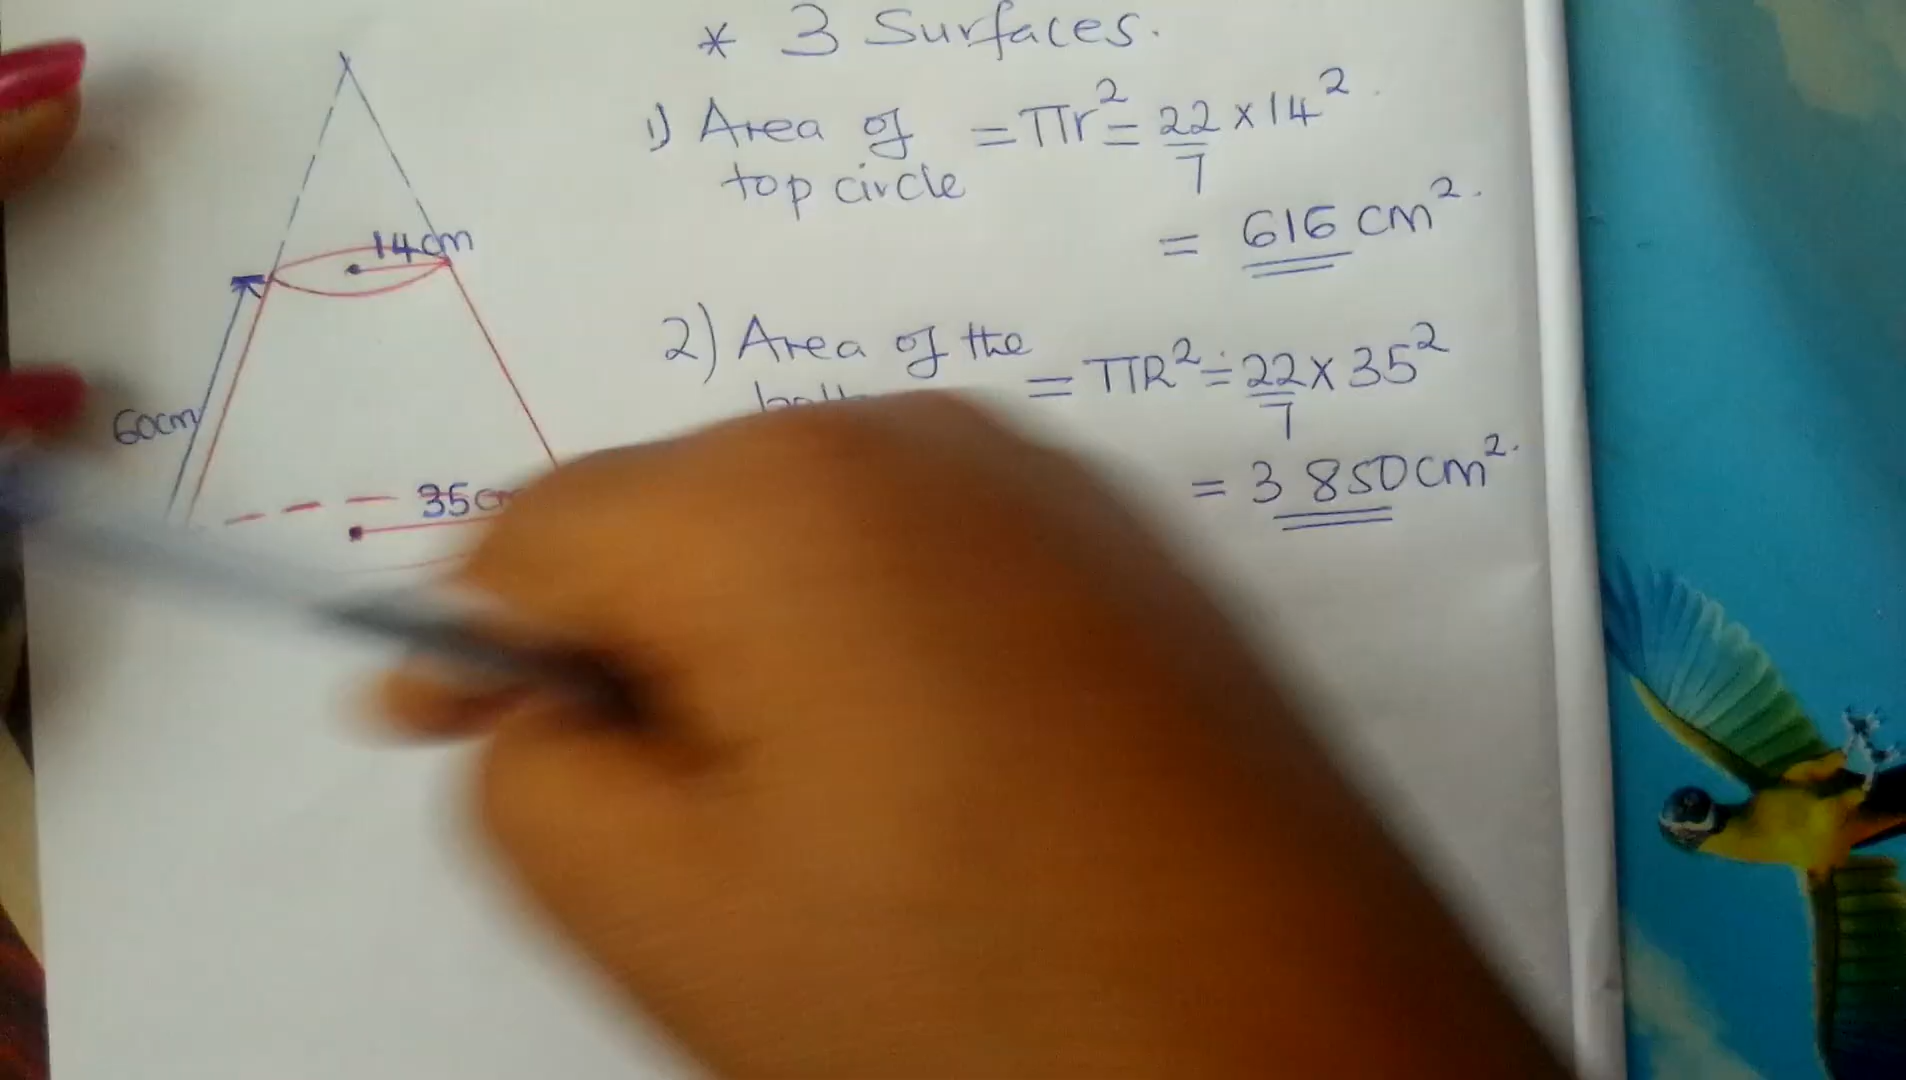 * 3 Surfaces.
1) Area of = πr² = 22/7 × 14²
top circle
= 616 cm².
14cm
2) Area of the = πR² = 22/7 × 35²
60cm
35cm
= 3 850 cm².